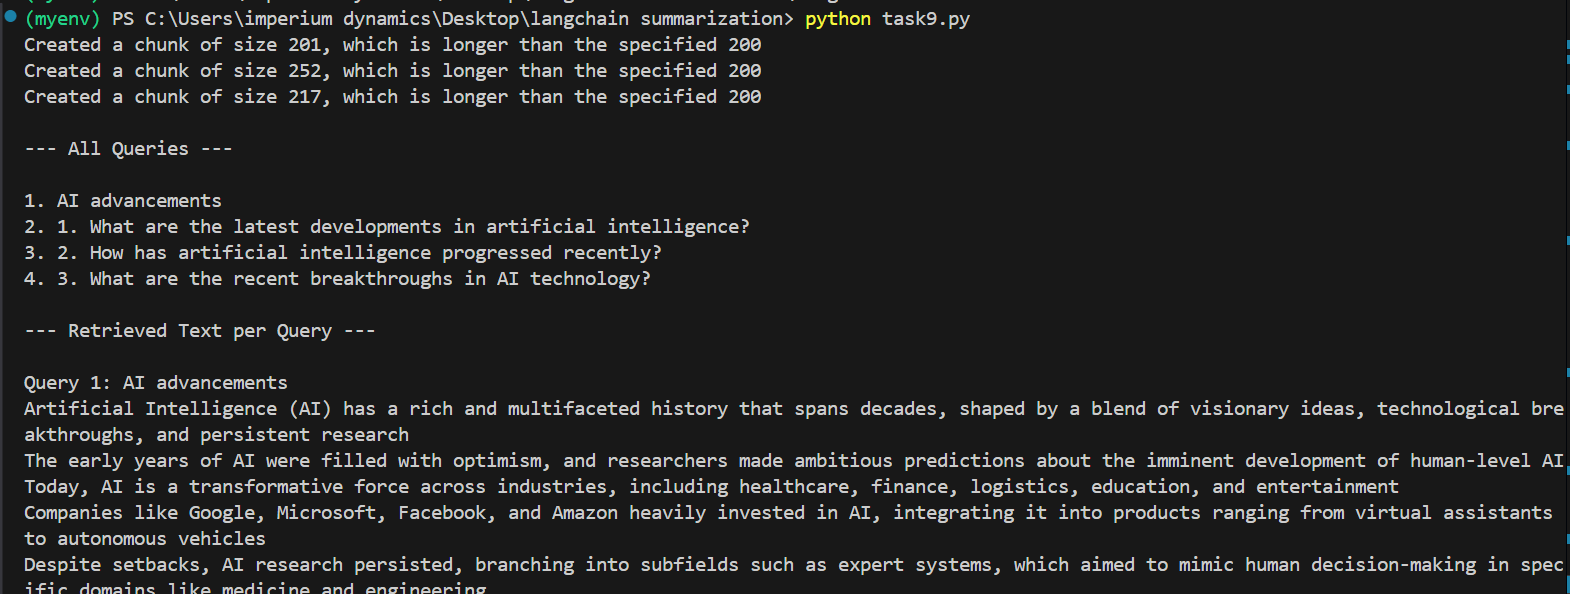 (myenv) PS C:\Users\imperium dynamics\Desktop\langchain summarization> python task9.py
Created a chunk of size 201, which is longer than the specified 200
Created a chunk of size 252, which is longer than the specified 200
Created a chunk of size 217, which is longer than the specified 200
--- All Queries ---
1. AI advancements
2. 1. What are the latest developments in artificial intelligence?
3. 2. How has artificial intelligence progressed recently?
4. 3. What are the recent breakthroughs in AI technology?
--- Retrieved Text per Query ---
Query 1: AI advancements
Artificial Intelligence (AI) has a rich and multifaceted history that spans decades, shaped by a blend of visionary ideas, technological bre
akthroughs, and persistent research
The early years of AI were filled with optimism, and researchers made ambitious predictions about the imminent development of human-level AI
Today, AI is a transformative force across industries, including healthcare, finance, logistics, education, and entertainment
Companies like Google, Microsoft, Facebook, and Amazon heavily invested in AI, integrating it into products ranging from virtual assistants
to autonomous vehicles
Despite setbacks, AI research persisted, branching into subfields such as expert systems, which aimed to mimic human decision-making in spec
ific domains like medicine and engineering